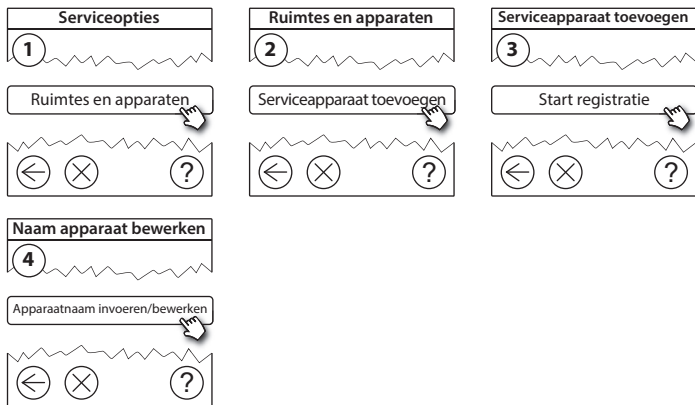 Serviceopties
1
Ruimtes en apparaten
?
Ruimtes en apparaten
2
Serviceapparaat toevoegen
?
Serviceapparaat toevoegen
3
Start registratie
?
Naam apparaat bewerken
4
Apparaatnaam invoeren/bewerken
?